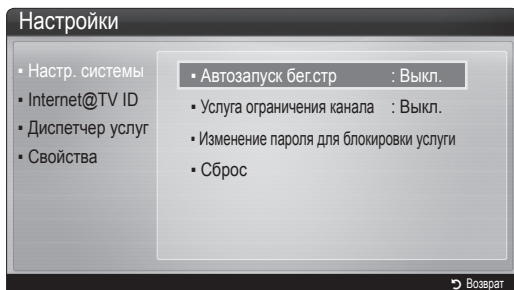 Настройки
▪ Настр. системы
▪ Internet@TV ID
▪ Диспетчер услуг
▪ Свойства
▪ Автозапуск бег.стр : Выкл.
▪ Услуга ограничения канала : Выкл.
▪ Изменение пароля для блокировки услуги
▪ Сброс
Возврат